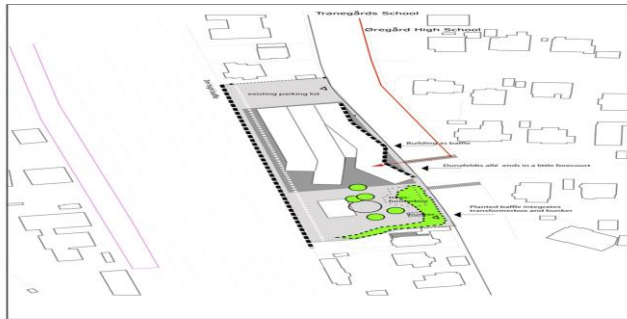 Tranegårds School
Øregård High School
existing parking lot
Building as baffle
Dunefeldts allé ends in a little forecourt
Planted baffle integrates
transformerbox and bunker